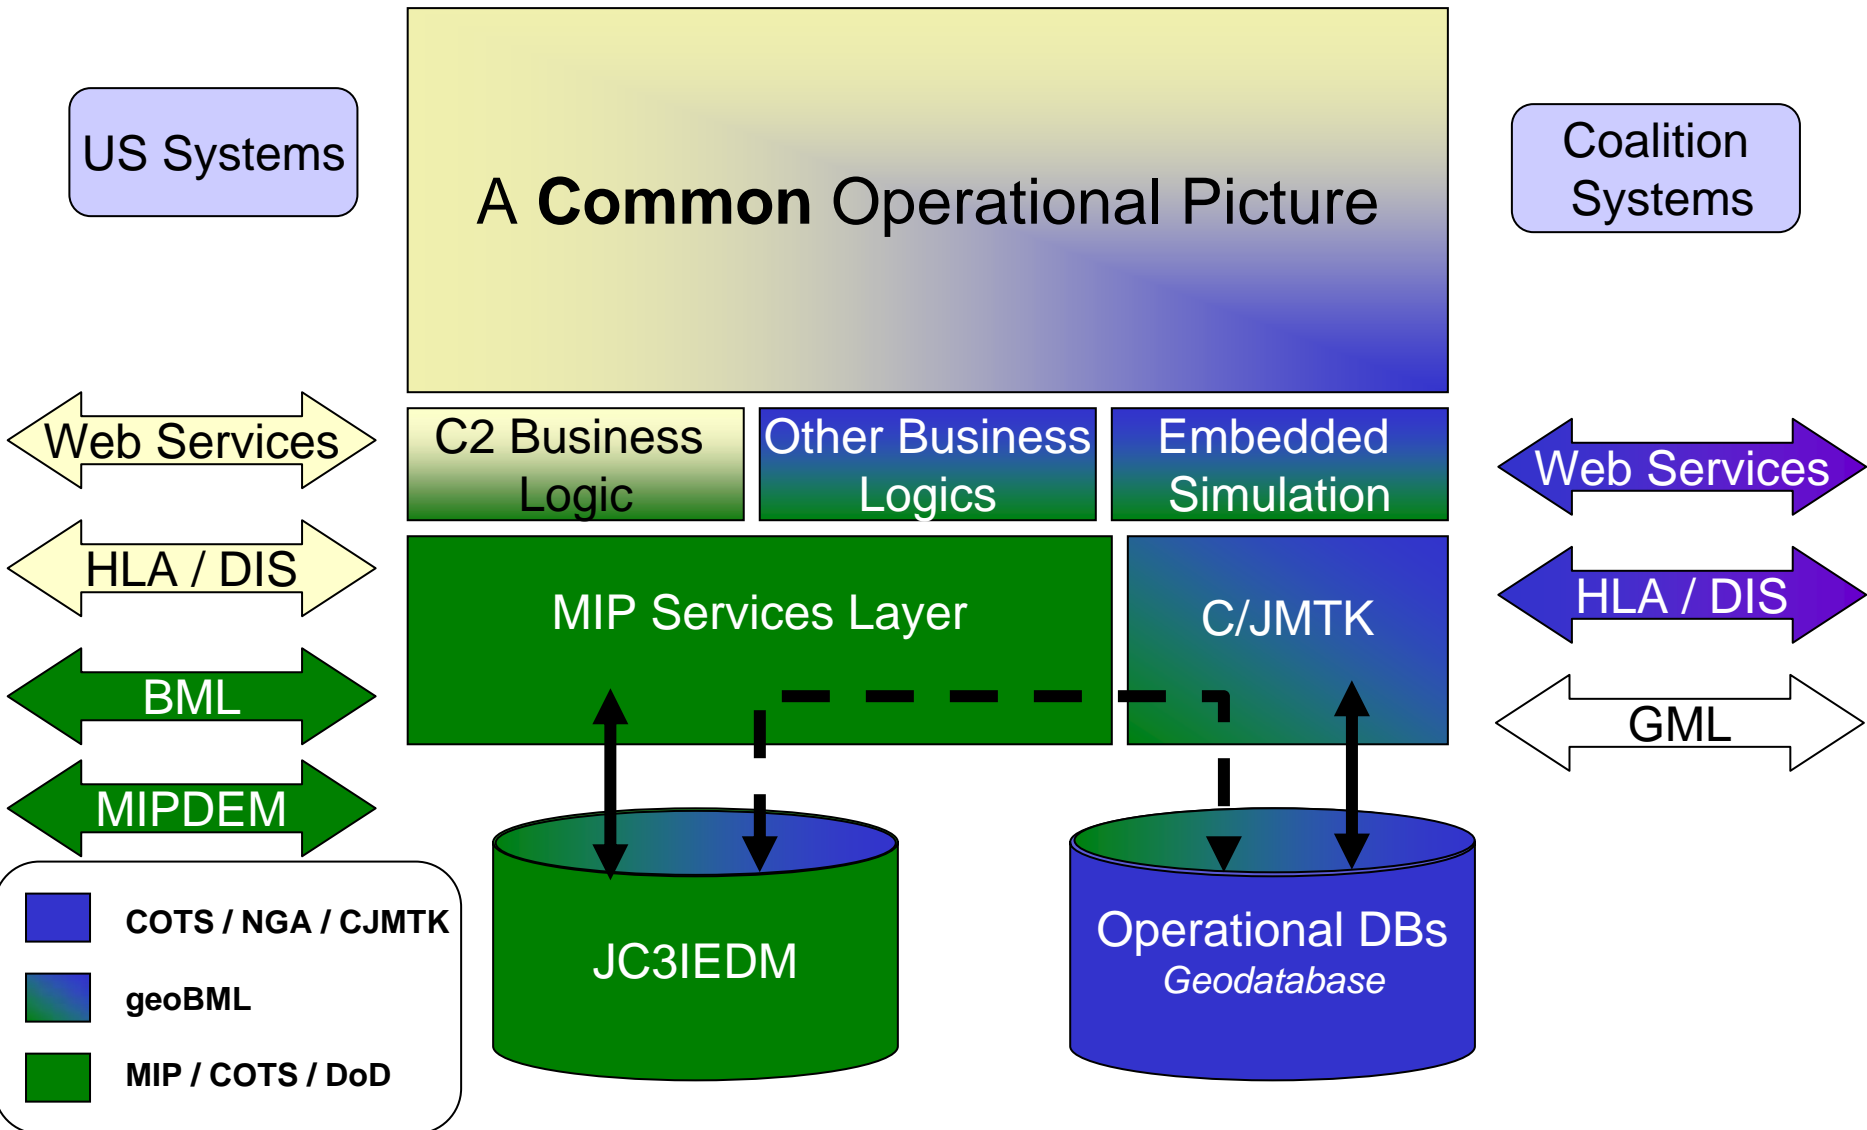 US Systems
A Common Operational Picture
Coalition
Systems
Web Services
HLA / DIS
BML
MIPDEM
C2 Business
Logic
Other Business
Logics
Embedded
Simulation
MIP Services Layer
C/JMTK
Web Services
HLA / DIS
GML
JC3IEDM
Operational DBs
Geodatabase
COTS / NGA / CJMTK
geoBML
MIP / COTS / DoD